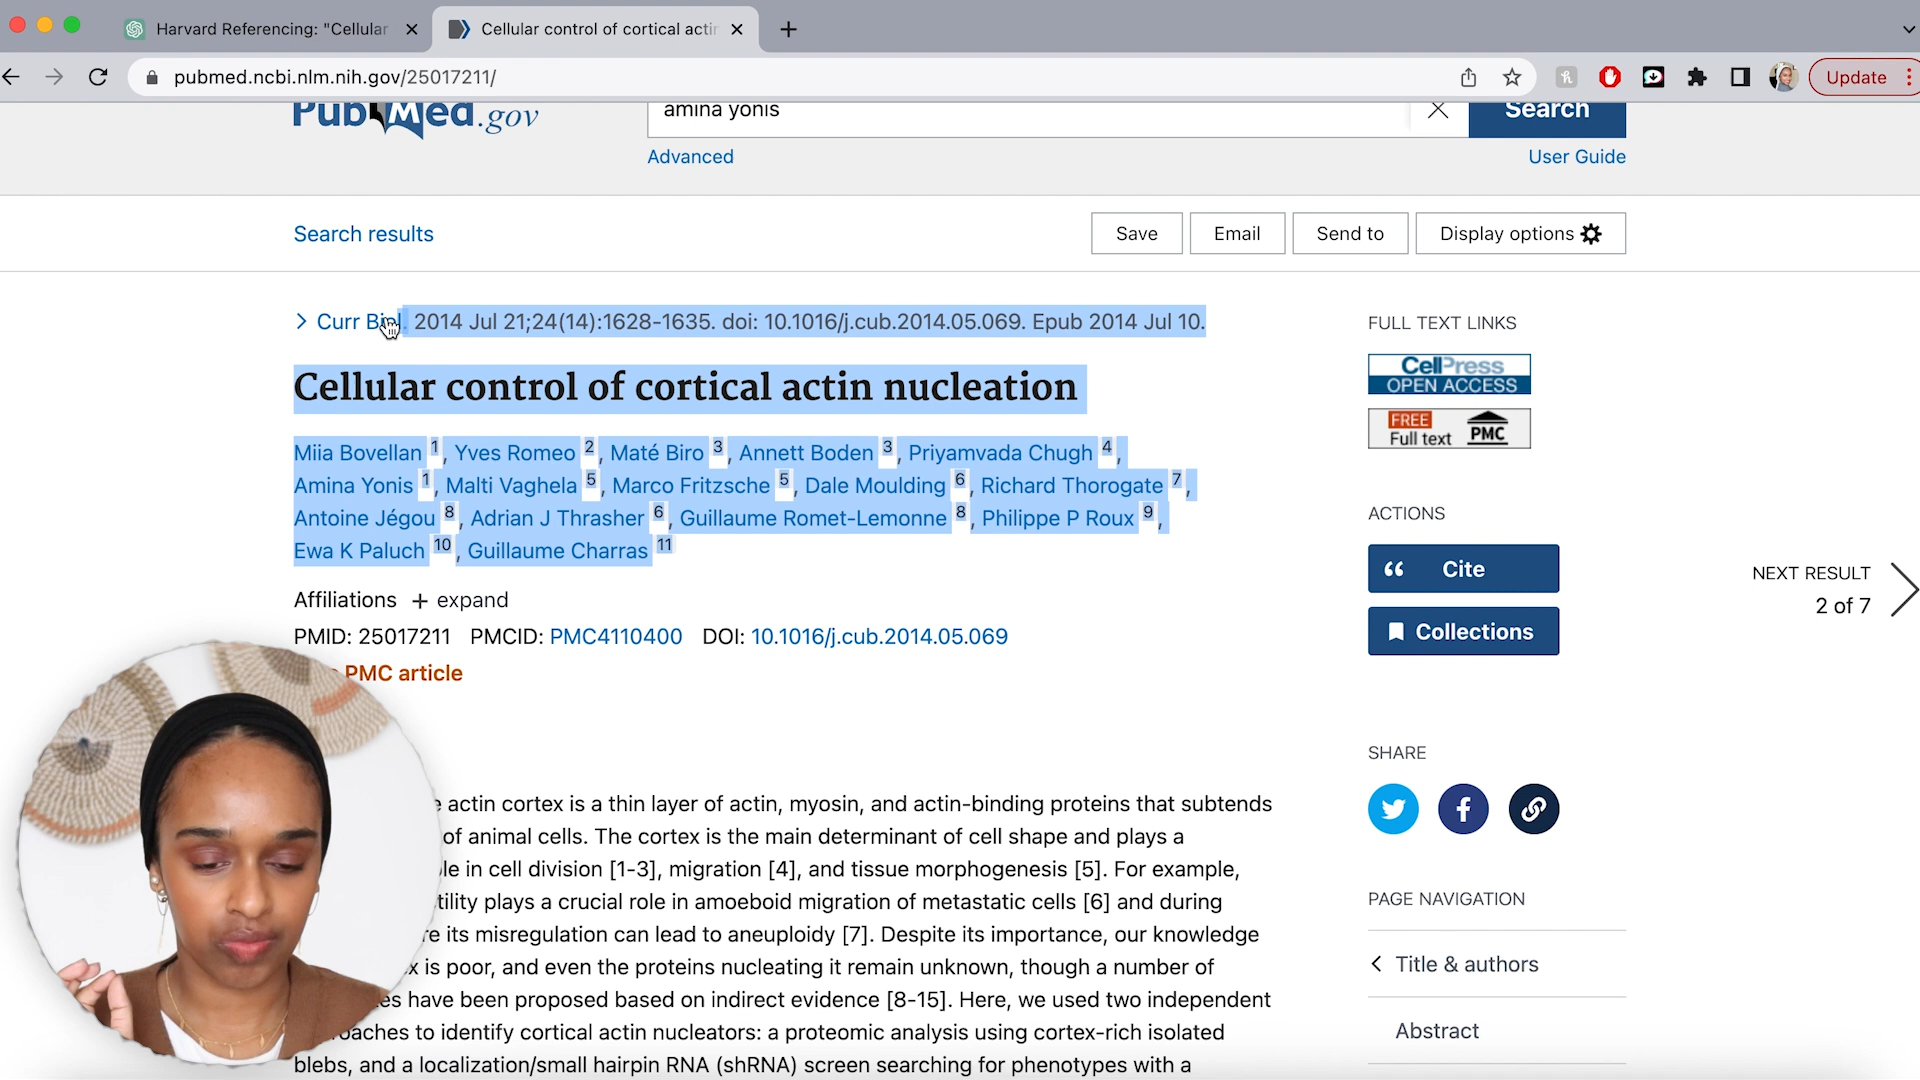 Harvard Referencing: "Cellular
Cellular control of cortical actin
pubmed.ncbi.nlm.nih.gov/25017211/
Update
PubMed.gov
amina yonis
Search
Advanced
User Guide
Search results
Save
Email
Send to
Display options
Curr Biol. 2014 Jul 21;24(14):1628-1635. doi: 10.1016/j.cub.2014.05.069. Epub 2014 Jul 10.
Cellular control of cortical actin nucleation
Miia Bovellan 1, Yves Romeo 2, Maté Biro 3, Annett Boden 3, Priyamvada Chugh 4,
Amina Yonis 1, Malti Vaghela 5, Marco Fritzsche 5, Dale Moulding 6, Richard Thorogate 7,
Antoine Jégou 8, Adrian J Thrasher 6, Guillaume Romet-Lemonne 8, Philippe P Roux 9,
Ewa K Paluch 10, Guillaume Charras 11
Affiliations + expand
PMID: 25017211 PMCID: PMC4110400 DOI: 10.1016/j.cub.2014.05.069
PMC article
actin cortex is a thin layer of actin, myosin, and actin-binding proteins that subtends
of animal cells. The cortex is the main determinant of cell shape and plays a
in cell division [1-3], migration [4], and tissue morphogenesis [5]. For example,
plays a crucial role in amoeboid migration of metastatic cells [6] and during
its misregulation can lead to aneuploidy [7]. Despite its importance, our knowledge
is poor, and even the proteins nucleating it remain unknown, though a number of
have been proposed based on indirect evidence [8-15]. Here, we used two independent
to identify cortical actin nucleators: a proteomic analysis using cortex-rich isolated
blebs, and a localization/small hairpin RNA (shRNA) screen searching for phenotypes with a
FULL TEXT LINKS
CellPress
OPEN ACCESS
FREE
Full text
PMC
ACTIONS
Cite
Collections
NEXT RESULT
2 of 7
SHARE
PAGE NAVIGATION
Title & authors
Abstract